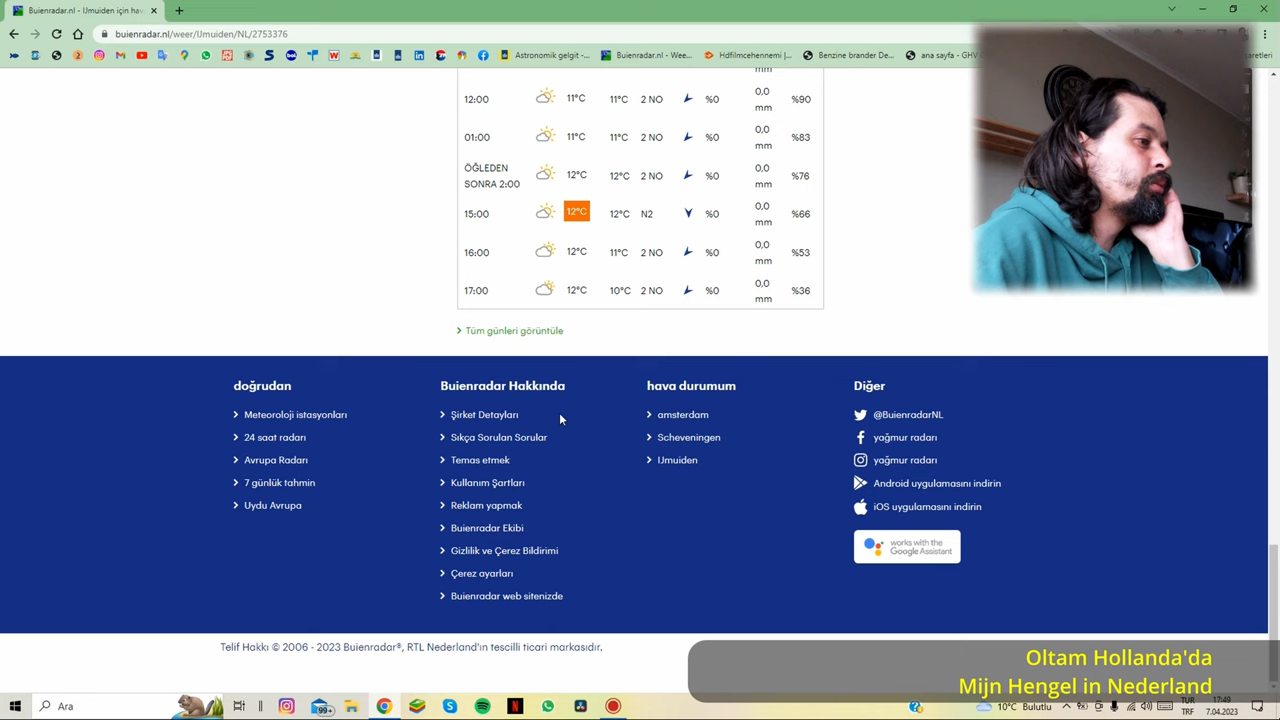 Buienradar.nl - IJmuiden için hav
buienradar.nl/weer/IJmuiden/NL/2753376
Astronomik gelgit -...
Buienradar.nl - Wee...
Hdfilmcehennemi |...
Benzine brander De...
ana sayfa - GHV
mm
12:00 11°C 11°C 2 NO %0 0,0 mm %90
01:00 11°C 11°C 2 NO %0 0,0 mm %83
ÖĞLEDEN SONRA 2:00 12°C 12°C 2 NO %0 0,0 mm %76
15:00 12°C 12°C N2 %0 0,0 mm %66
16:00 12°C 11°C 2 NO %0 0,0 mm %53
17:00 12°C 10°C 2 NO %0 0,0 mm %36
Tüm günleri görüntüle
doğrudan
Meteoroloji istasyonları
24 saat radarı
Avrupa Radarı
7 günlük tahmin
Uydu Avrupa
Buienradar Hakkında
Şirket Detayları
Sıkça Sorulan Sorular
Temas etmek
Kullanım Şartları
Reklam yapmak
Buienradar Ekibi
Gizlilik ve Çerez Bildirimi
Çerez ayarları
Buienradar web sitenizde
hava durumum
amsterdam
Scheveningen
IJmuiden
Diğer
@BuienradarNL
yağmur radarı
yağmur radarı
Android uygulamasını indirin
iOS uygulamasını indirin
works with the
Google Assistant
Telif Hakkı © 2006 - 2023 Buienradar®, RTL Nederland'ın tescilli ticari markasıdır.
Oltam Hollanda'da
Mijn Hengel in Nederland
Ara
99+
10°C Bulutlu
TUR
TRF
17:49
7.04.2023